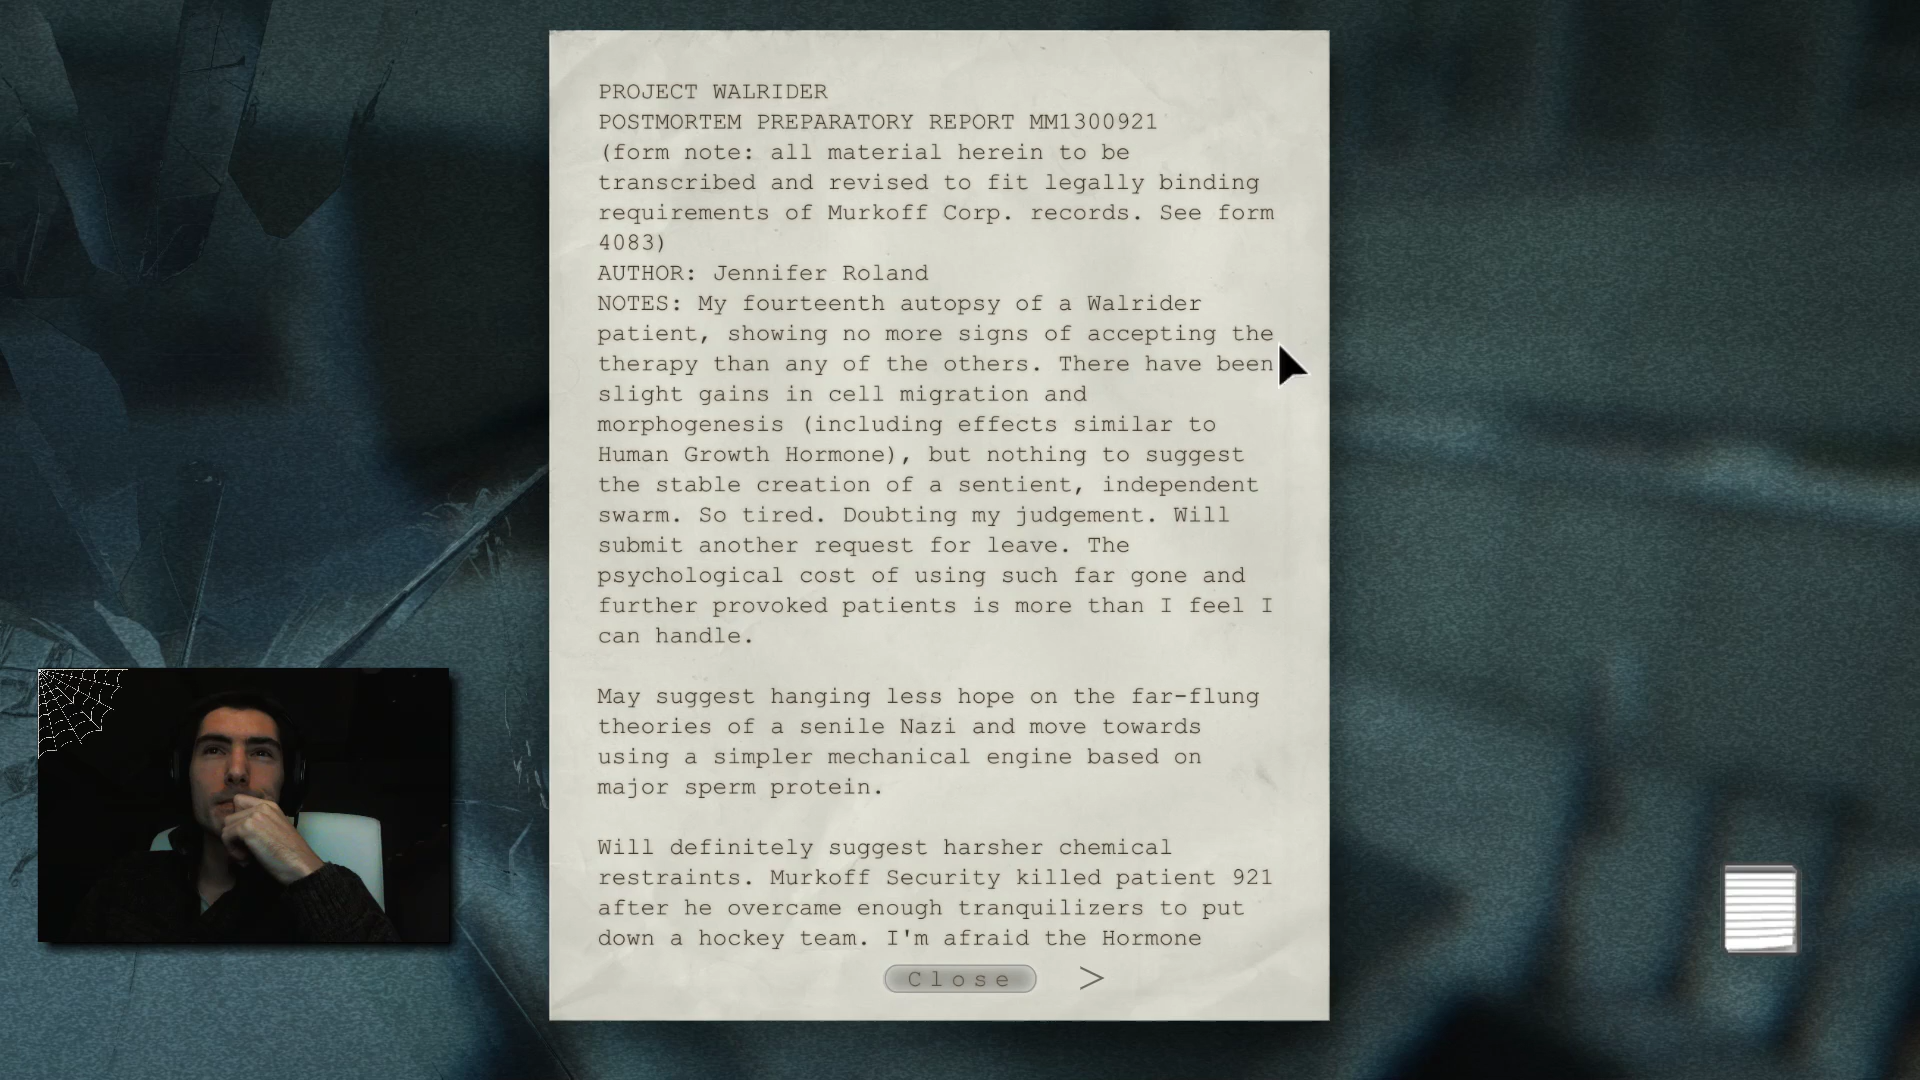 PROJECT WALRIDER
POSTMORTEM PREPARATORY REPORT MM1300921
(form note: all material herein to be
transcribed and revised to fit legally binding
requirements of Murkoff Corp. records. See form
4083)
AUTHOR: Jennifer Roland
NOTES: My fourteenth autopsy of a Walrider
patient, showing no more signs of accepting the
therapy than any of the others. There have been
slight gains in cell migration and
morphogenesis (including effects similar to
Human Growth Hormone), but nothing to suggest
the stable creation of a sentient, independent
swarm. So tired. Doubting my judgement. Will
submit another request for leave. The
psychological cost of using such far gone and
further provoked patients is more than I feel I
can handle.
May suggest hanging less hope on the far-flung
theories of a senile Nazi and move towards
using a simpler mechanical engine based on
major sperm protein.
Will definitely suggest harsher chemical
restraints. Murkoff Security killed patient 921
after he overcame enough tranquilizers to put
down a hockey team. I'm afraid the Hormone
Close >